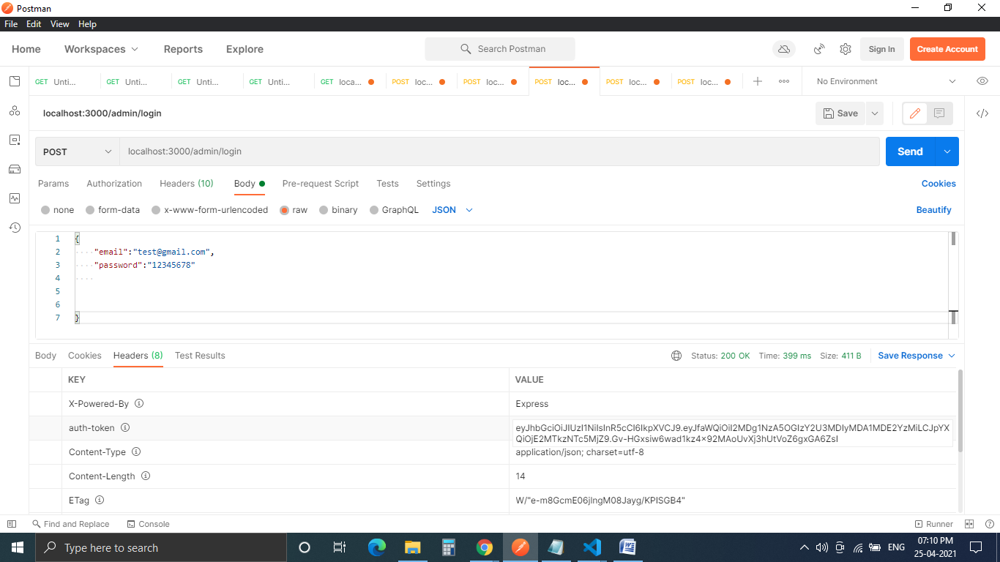 Postman
File Edit View Help
Home Workspaces Reports Explore Search Postman Sign In Create Account
GET Unti... GET Unti... GET Unti... GET Unti... GET loca... POST loc... POST loc... POST loc... POST loc... POST loc... No Environment
localhost:3000/admin/login Save
POST localhost:3000/admin/login Send
Params Authorization Headers (10) Body Pre-request Script Tests Settings Cookies
none form-data x-www-form-urlencoded raw binary GraphQL JSON Beautify
1 {
2 "email":"test@gmail.com",
3 "password":"12345678"
4
5
6
7 }
Body Cookies Headers (8) Test Results Status: 200 OK Time: 399 ms Size: 411 B Save Response
KEY VALUE
X-Powered-By Express
auth-token eyJhbGciOiJIUzI1NiIsInR5cCI6IkpXVCJ9.eyJfaWQiOiI2MDg1NzA5OGIzY2U3MDIyMDA1MDE2YzMiLCJpYX
QiOjE2MTkzNTc5MjZ9.Gv-HGxsiw6wad1kz4x92MAoUvXj3hUtVoZ6gxGA6ZsI
Content-Type application/json; charset=utf-8
Content-Length 14
ETag W/"e-m8GcmE06jlngM08Jayg/KPISGB4"
Find and Replace Console Runner
Type here to search ENG 07:10 PM
25-04-2021